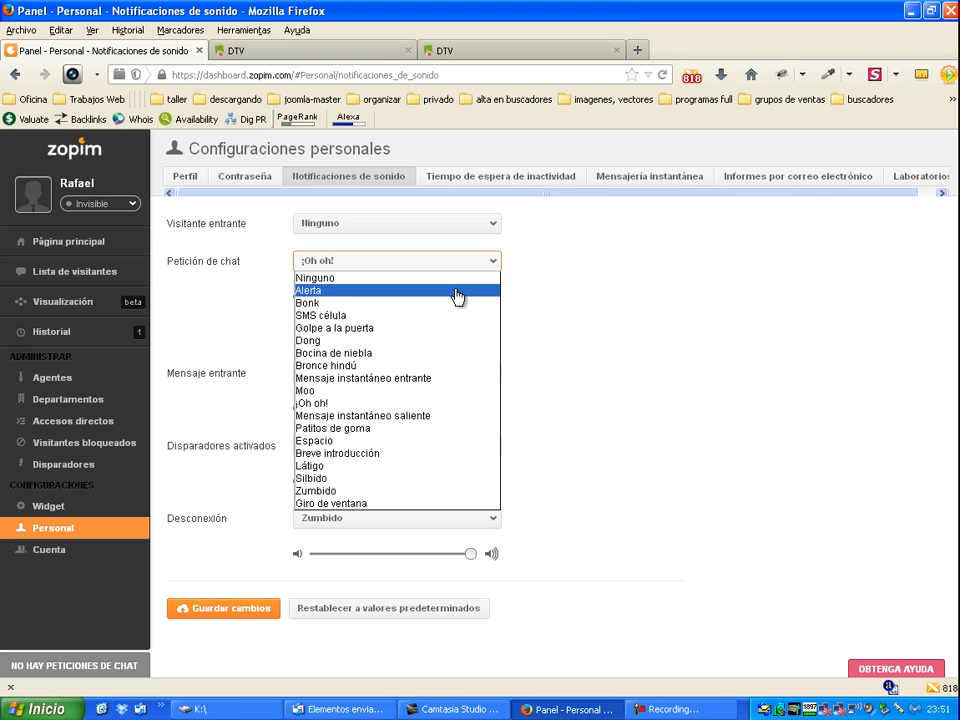 Panel - Personal - Notificaciones de sonido - Mozilla Firefox
Archivo Editar Ver Historial Marcadores Herramientas Ayuda
Panel - Personal - Notificaciones de sonido DTV DTV
https://dashboard.zopim.com/#Personal/notificaciones_de_sonido 818
Oficina Trabajos Web taller descargando joomla-master organizar privado alta en buscadores imagenes, vectores programas full grupos de ventas buscadores
Valuate Backlinks Whois Availability Dig PR PageRank Alexa
zopim
Rafael
Invisible
Página principal
Lista de visitantes
Visualización beta
Historial 1
ADMINISTRAR
Agentes
Departamentos
Accesos directos
Visitantes bloqueados
Disparadores
CONFIGURACIONES
Widget
Personal
Cuenta
NO HAY PETICIONES DE CHAT
Configuraciones personales
Perfil Contraseña Notificaciones de sonido Tiempo de espera de inactividad Mensajería instantánea Informes por correo electrónico Laboratorios
Visitante entrante Ninguno
Petición de chat ¡Oh oh!
Ninguno
Alerta
Bonk
SMS célula
Golpe a la puerta
Dong
Bocina de niebla
Bronce hindú
Mensaje instantáneo entrante
Moo
¡Oh oh!
Mensaje instantáneo saliente
Patitos de goma
Espacio
Breve introducción
Látigo
Silbido
Zumbido
Giro de ventana
Mensaje entrante
Disparadores activados
Desconexión Zumbido
Guardar cambios Restablecer a valores predeterminados
OBTENGA AYUDA
818
Inicio K:\ Elementos envia... Camtasia Studio ... Panel - Personal ... Recording... 23:51